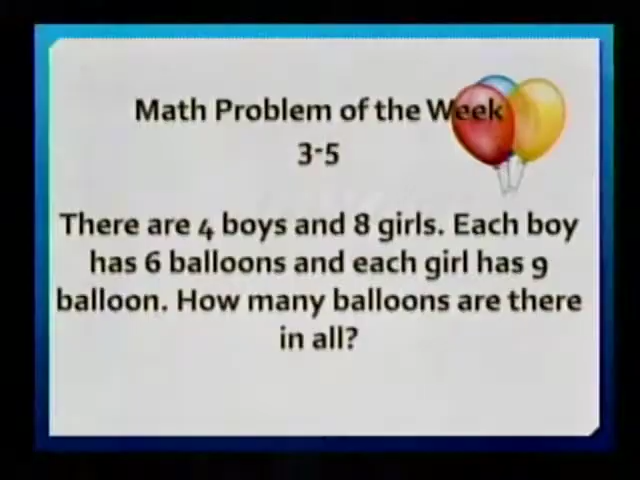 Math Problem of the Week
3-5
There are 4 boys and 8 girls. Each boy
has 6 balloons and each girl has 9
balloon. How many balloons are there
in all?